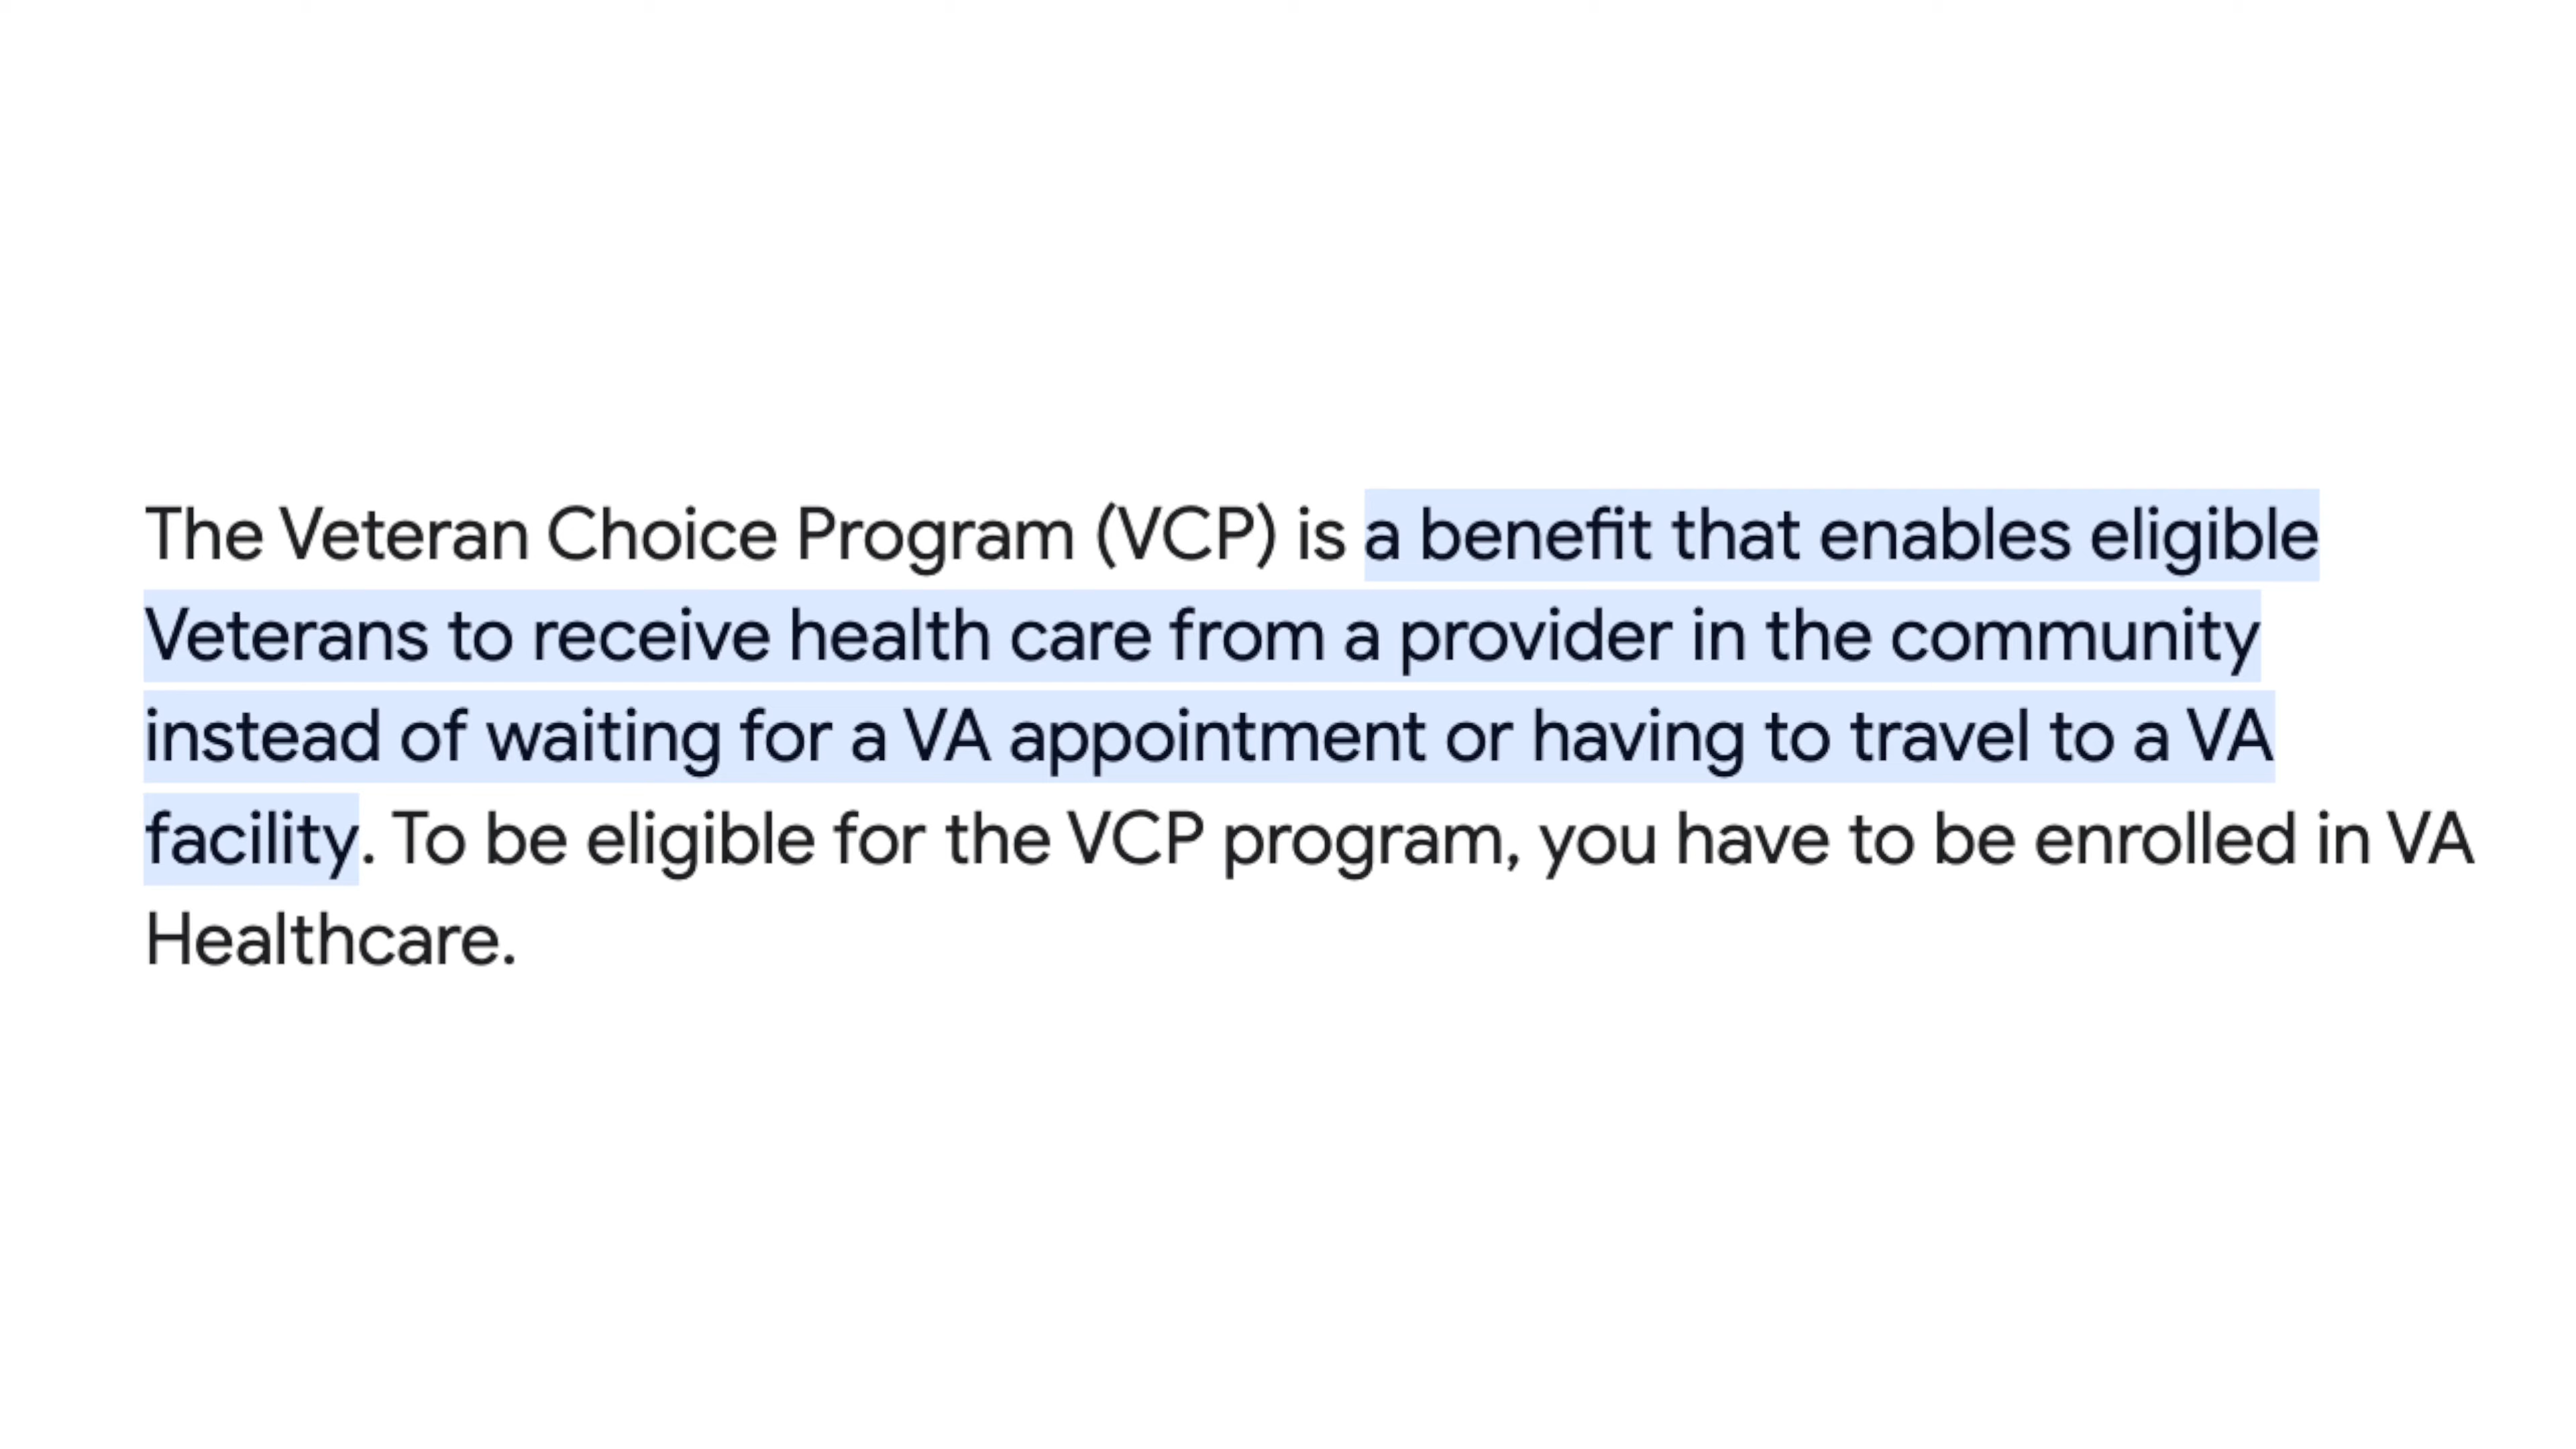 The Veteran Choice Program (VCP) is a benefit that enables eligible
Veterans to receive health care from a provider in the community
instead of waiting for a VA appointment or having to travel to a VA
facility. To be eligible for the VCP program, you have to be enrolled in VA
Healthcare.